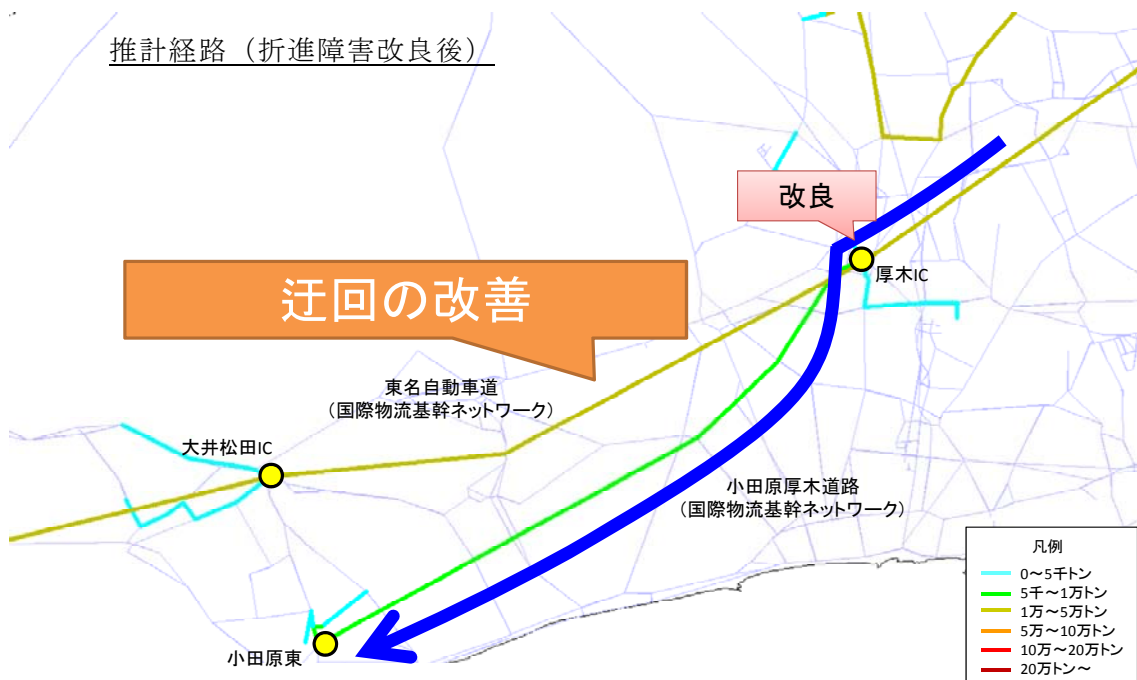 推計経路（折進障害改良後）
改良
厚木IC
迂回の改善
東名自動車道
（国際物流基幹ネットワーク）
大井松田IC
小田原厚木道路
（国際物流基幹ネットワーク）
小田原東
凡例
0～5千トン
5千～1万トン
1万～5万トン
5万～10万トン
10万～20万トン
20万トン～